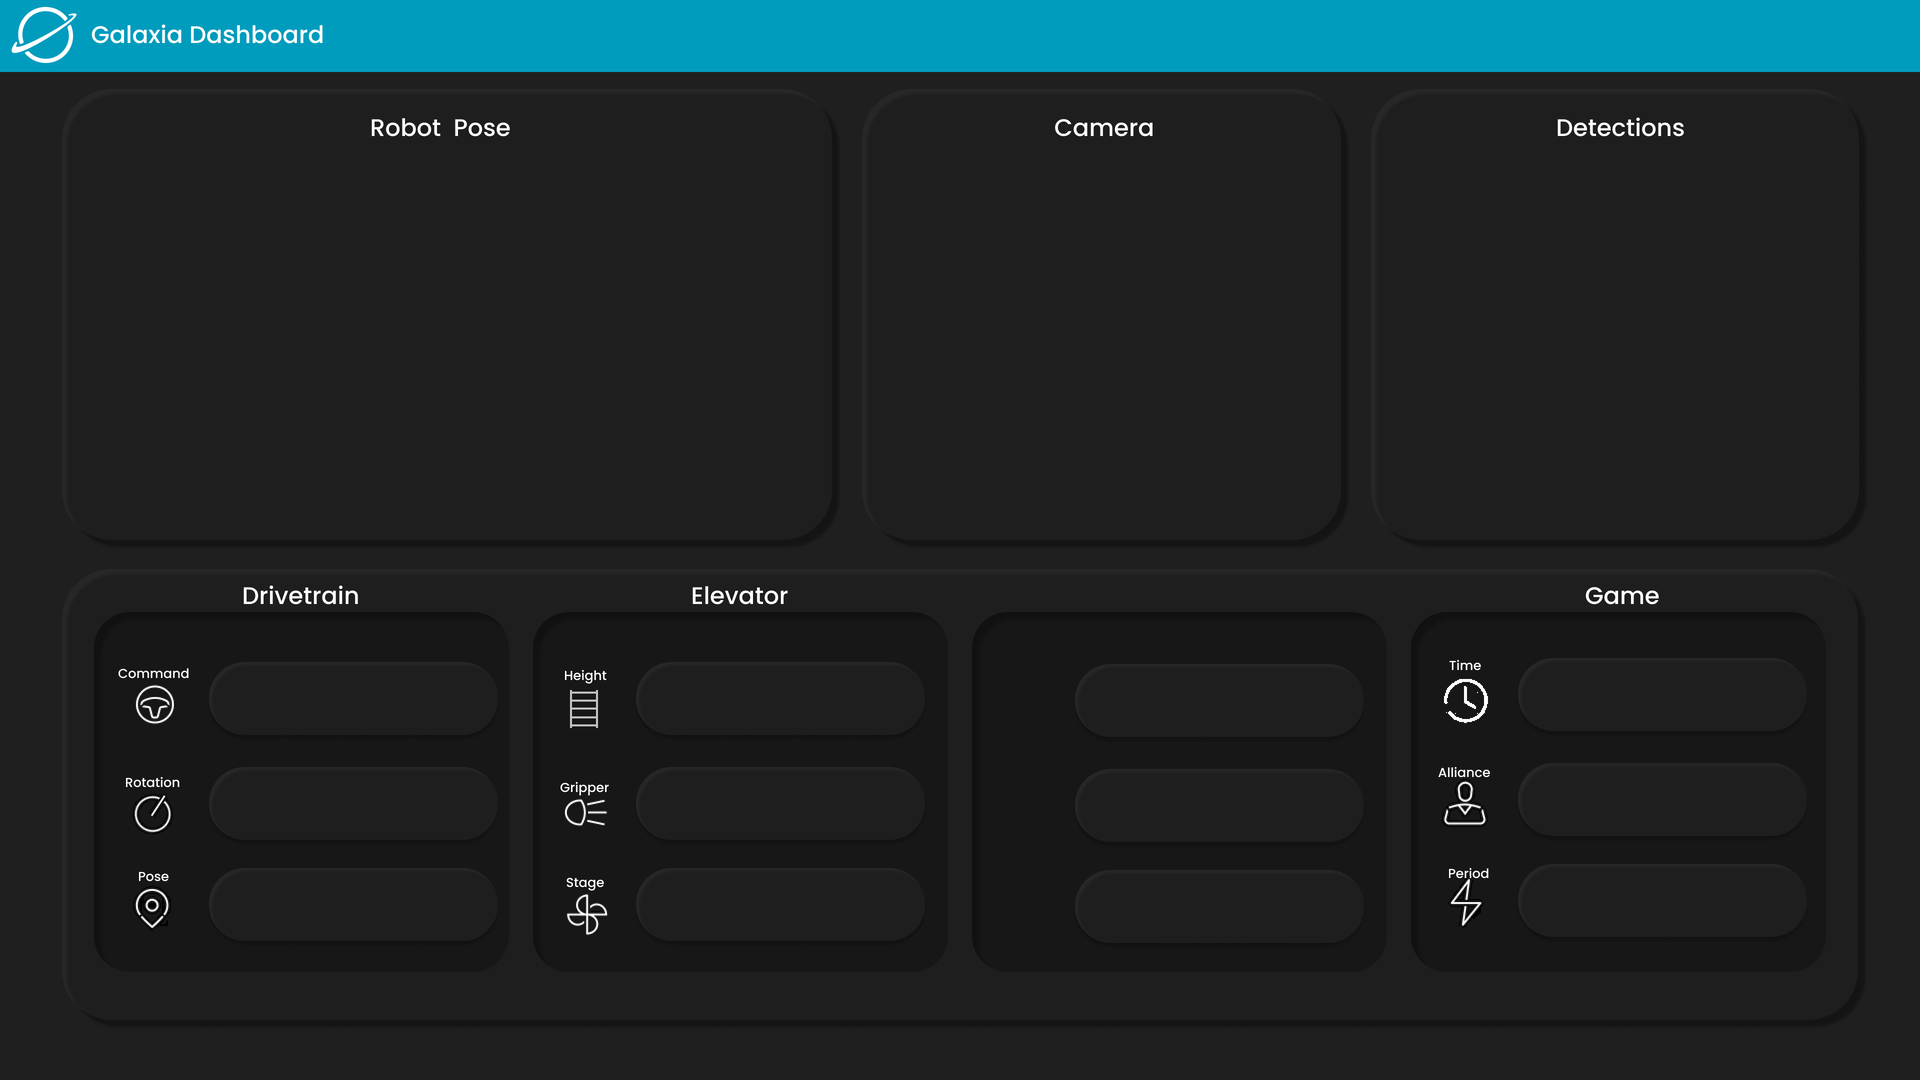 Galaxia Dashboard
Robot Pose
Camera
Detections
Drivetrain
Elevator
Game
Command
Height
Time
Rotation
Gripper
Alliance
Pose
Stage
Period